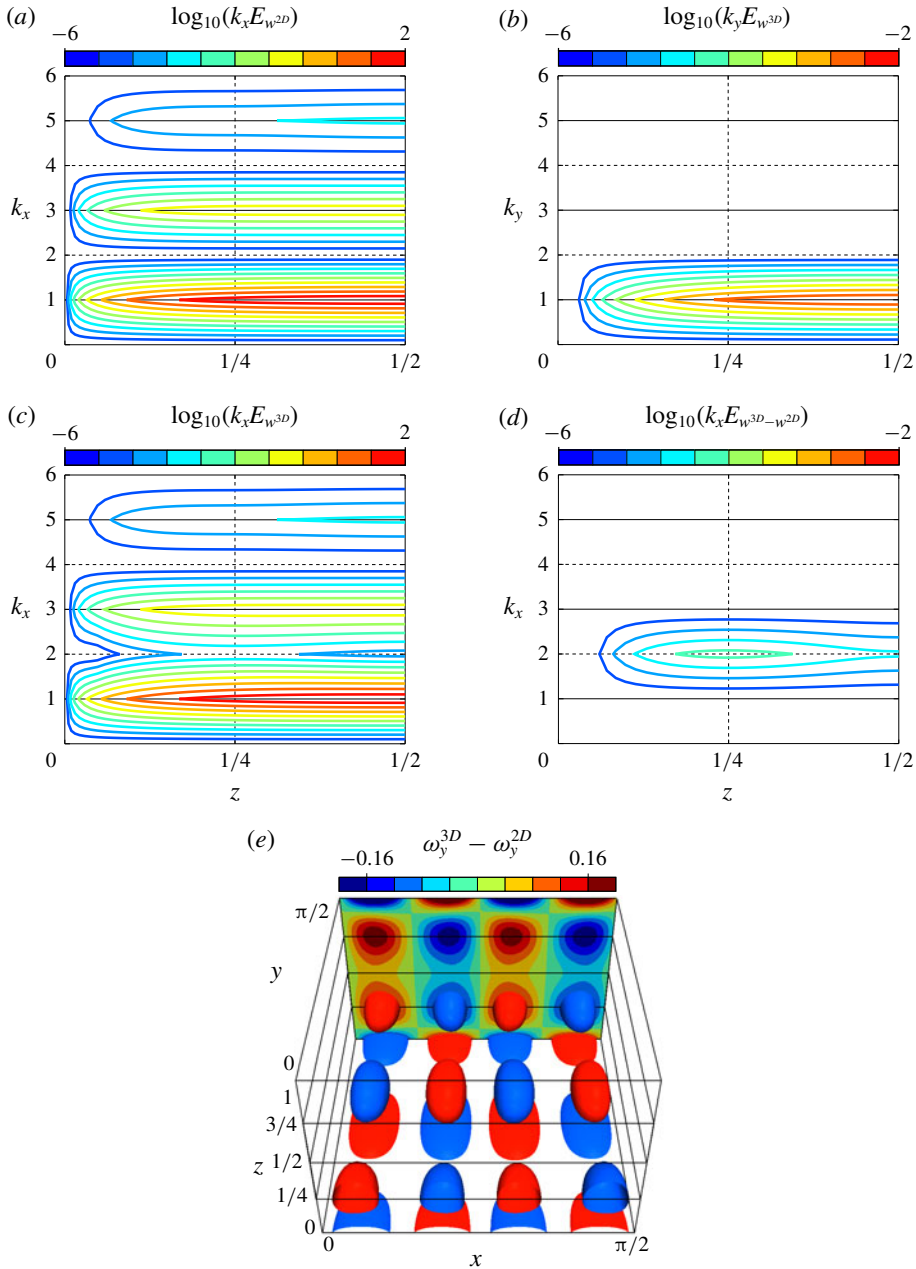 (a) log10(kxEw2D) (b) log10(kyEw3D)
−6 2 −6 −2
6 6
5 5
4 4
kx 3 ky 3
2 2
1 1
0 1/4 1/2 0 1/4 1/2
(c) log10(kxEw3D) (d) log10(kxEw3D−w2D)
−6 2 −6 −2
6 6
5 5
4 4
kx 3 kx 3
2 2
1 1
0 1/4 1/2 0 1/4 1/2
z z
(e) ωy3D − ωy2D
−0.16 0.16
π/2
y
0
1
3/4
z 1/2
1/4
0
0 π/2
x